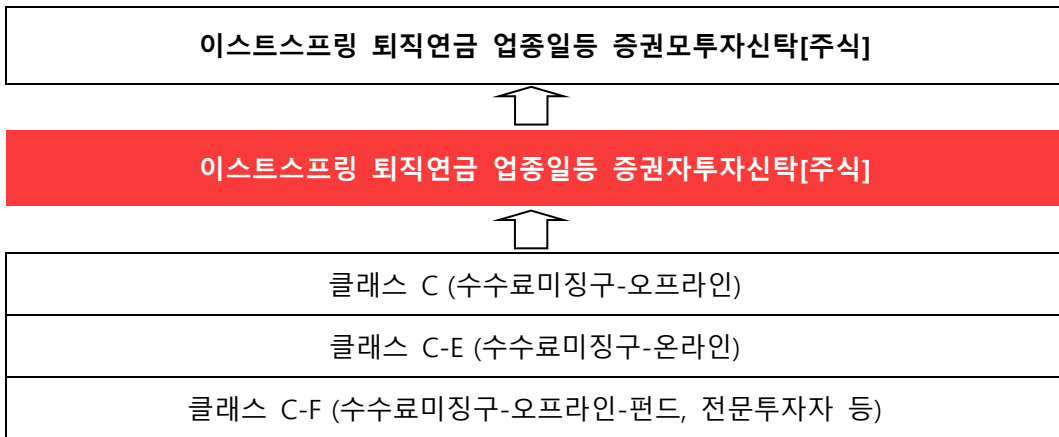 이스트스프링 퇴직연금 업종일등 증권모투자신탁[주식]
이스트스프링 퇴직연금 업종일등 증권자투자신탁[주식]
클래스 C (수수료미징구-오프라인)
클래스 C-E (수수료미징구-온라인)
클래스 C-F (수수료미징구-오프라인-펀드, 전문투자자 등)